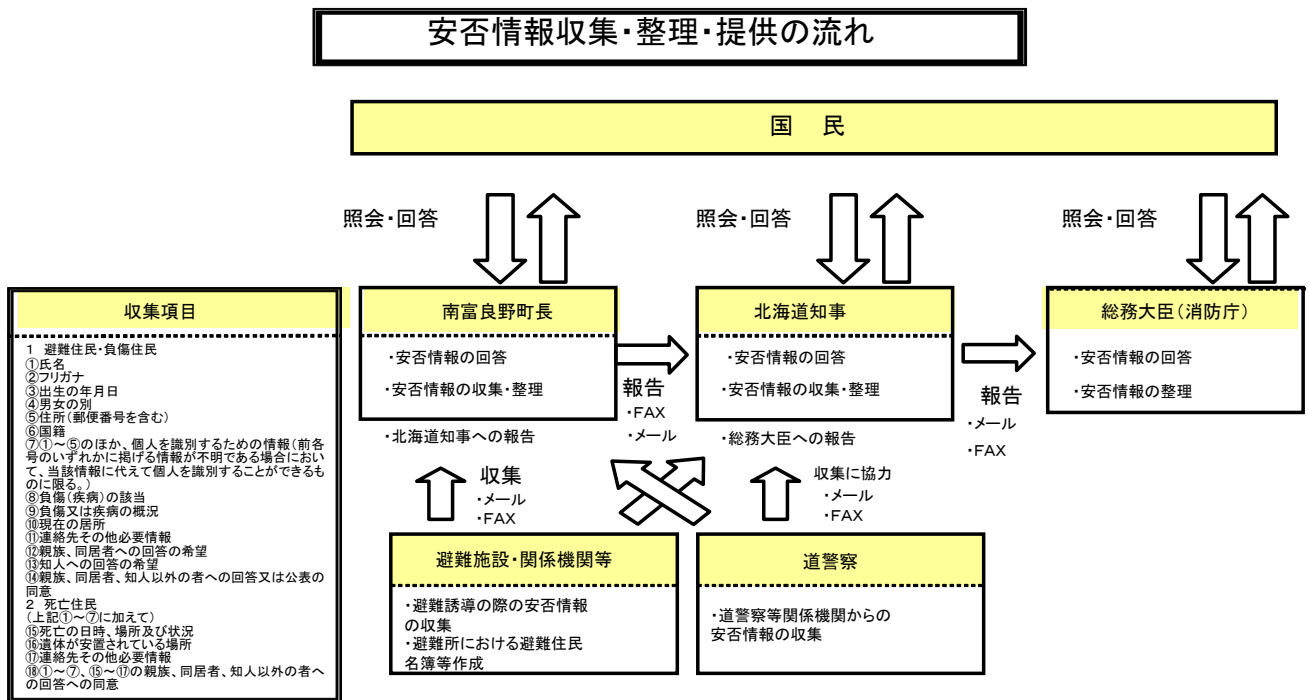 安否情報収集・整理・提供の流れ
国 民
照会・回答
照会・回答
照会・回答
収集項目
1 避難住民・負傷住民
①氏名
②フリガナ
③出生の年月日
④男女の別
⑤住所(郵便番号を含む)
⑥国籍
⑦①～⑤のほか、個人を識別するための情報(前各
号のいずれかに掲げる情報が不明である場合におい
て、当該情報に代えて個人を識別することができるも
のに限る。)
⑧負傷(疾病)の該当
⑨負傷又は疾病の概況
⑩現在の居所
⑪連絡先その他必要情報
⑫親族、同居者への回答の希望
⑬知人への回答の希望
⑭親族、同居者、知人以外の者への回答又は公表の
同意
2 死亡住民
(上記①～⑦に加えて)
⑮死亡の日時、場所及び状況
⑯遺体が安置されている場所
⑰連絡先その他必要情報
⑱①～⑦、⑮～⑰の親族、同居者、知人以外の者へ
の回答への同意
南富良野町長
・安否情報の回答
・安否情報の収集・整理
・北海道知事への報告
報告
・FAX
・メール
北海道知事
・安否情報の回答
・安否情報の収集・整理
・総務大臣への報告
報告
・メール
・FAX
総務大臣(消防庁)
・安否情報の回答
・安否情報の整理
収集
・メール
・FAX
収集に協力
・メール
・FAX
避難施設・関係機関等
・避難誘導の際の安否情報
の収集
・避難所における避難住民
名簿等作成
道警察
・道警察等関係機関からの
安否情報の収集